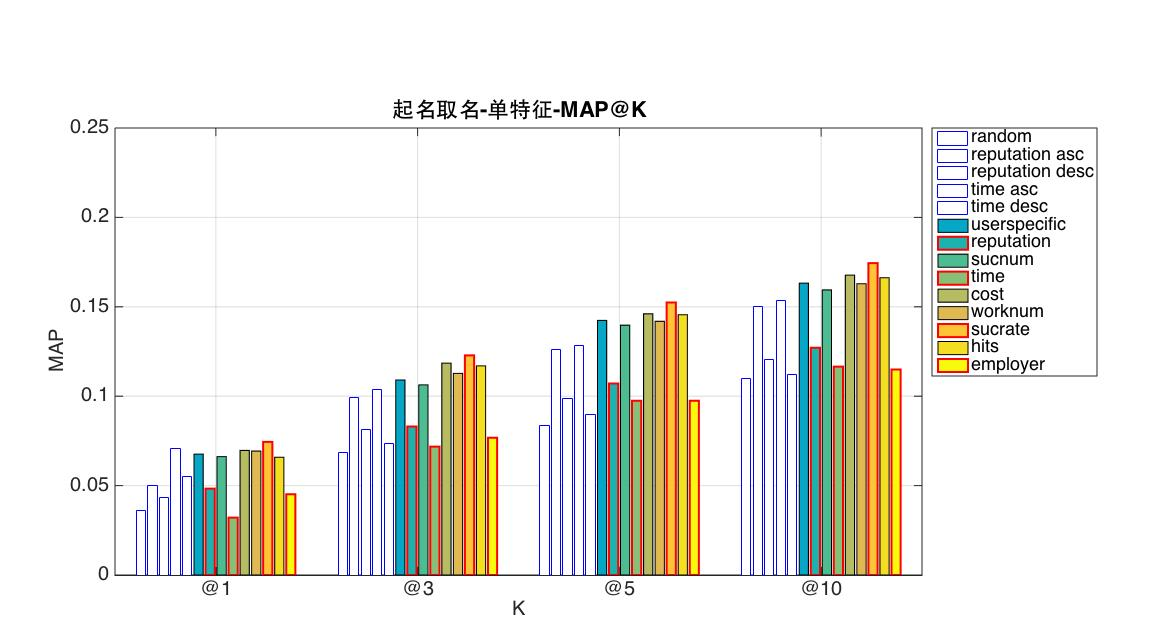 起名取名-单特征-MAP@K
0.25
0.2
0.15
0.1
0.05
0
MAP
@1
@3
@5
@10
K
random
reputation asc
reputation desc
time asc
time desc
userspecific
reputation
sucnum
time
cost
worknum
sucrate
hits
employer